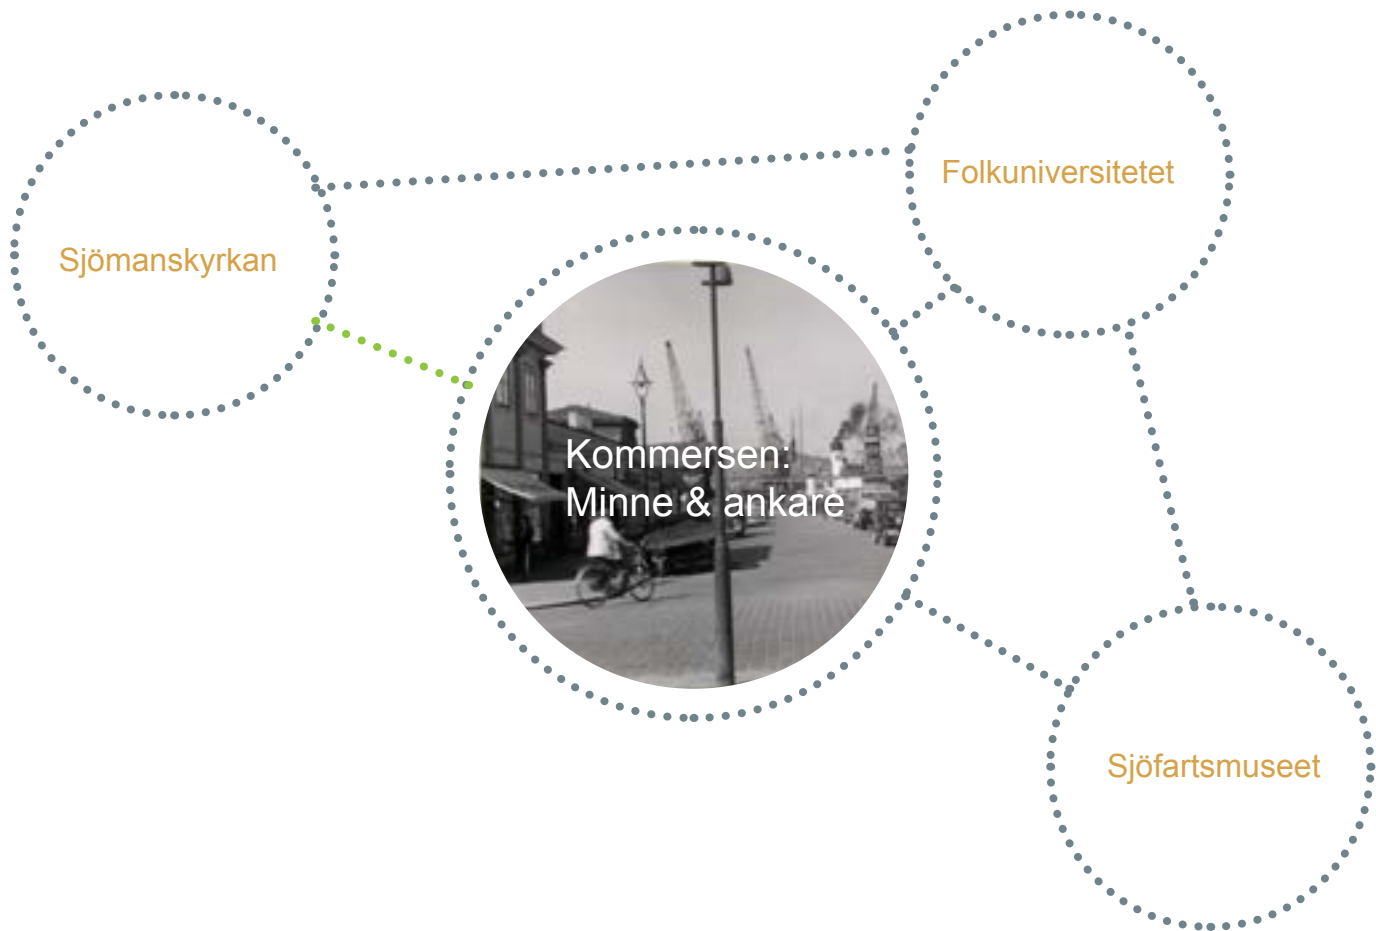 Folkuniversitetet
Sjömanskyrkan
Kommersen:
Minne & ankare
Sjöfartsmuseet